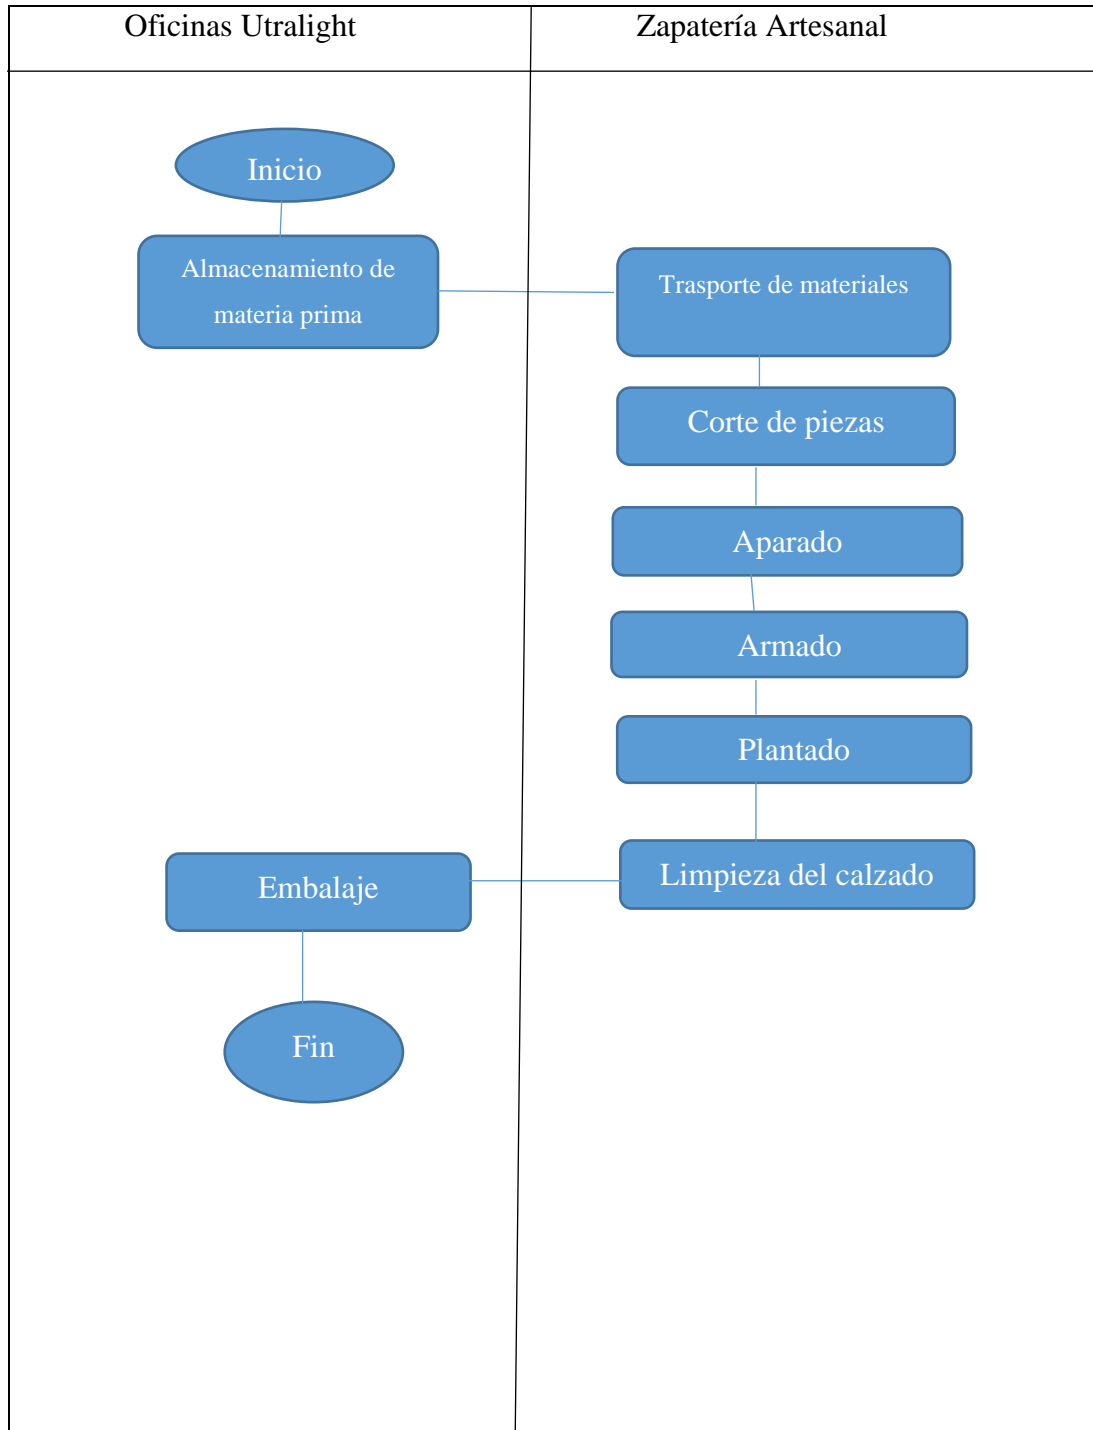 Oficinas Utralight
Zapatería Artesanal
Inicio
Almacenamiento de
materia prima
Trasporte de materiales
Corte de piezas
Aparado
Armado
Plantado
Limpieza del calzado
Embalaje
Fin